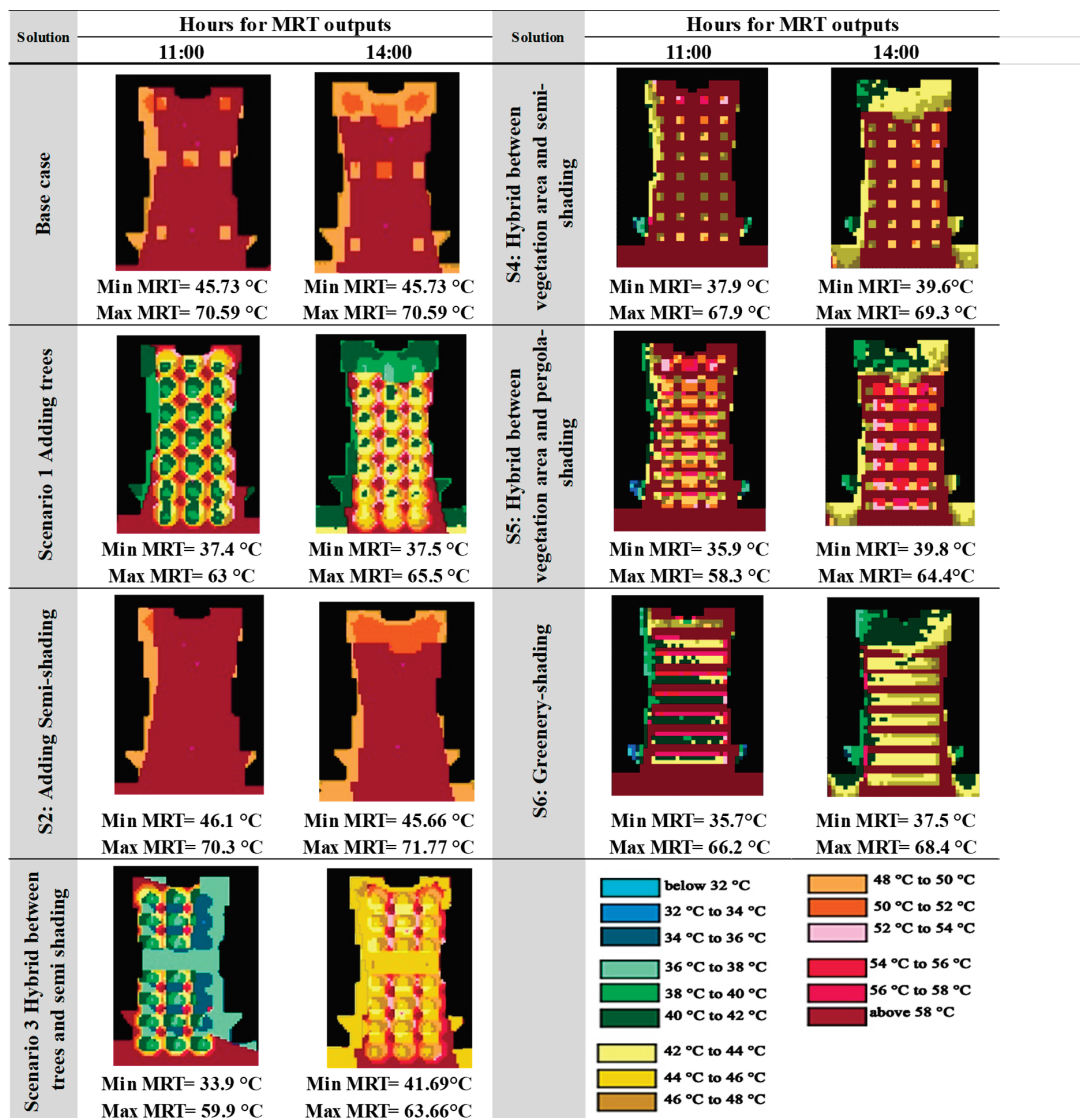 Solution
Hours for MRT outputs
11:00
14:00
Solution
Hours for MRT outputs
11:00
14:00
Base case
Min MRT= 45.73 °C
Max MRT= 70.59 °C
Min MRT= 45.73 °C
Max MRT= 70.59 °C
S4: Hybrid between
vegetation area and semi-
shading
Min MRT= 37.9 °C
Max MRT= 67.9 °C
Min MRT=39.6 °C
Max MRT= 69.3 °C
Scenario 1 Adding trees
Min MRT= 37.4 °C
Max MRT= 63 °C
Min MRT= 37.5 °C
Max MRT= 65.5 °C
S5: Hybrid between
vegetation area and pergola-
shading
Min MRT= 35.9 °C
Max MRT= 58.3 °C
Min MRT= 39.8 °C
Max MRT= 64.4°C
S2: Adding Semi-shading
Min MRT= 46.1 °C
Max MRT= 70.3 °C
Min MRT= 45.66 °C
Max MRT= 71.77 °C
S6: Greenery-shading
Min MRT= 35.7°C
Max MRT= 66.2 °C
Min MRT= 37.5 °C
Max MRT= 68.4 °C
Scenario 3 Hybrid between
trees and semi shading
Min MRT= 33.9 °C
Max MRT= 59.9 °C
Min MRT= 41.69°C
Max MRT= 63.66°C
below 32 °C
32 °C to 34 °C
34 °C to 36 °C
36 °C to 38 °C
38 °C to 40 °C
40 °C to 42 °C
42 °C to 44 °C
44 °C to 46 °C
46 °C to 48 °C
48 °C to 50 °C
50 °C to 52 °C
52 °C to 54 °C
54 °C to 56 °C
56 °C to 58 °C
above 58 °C